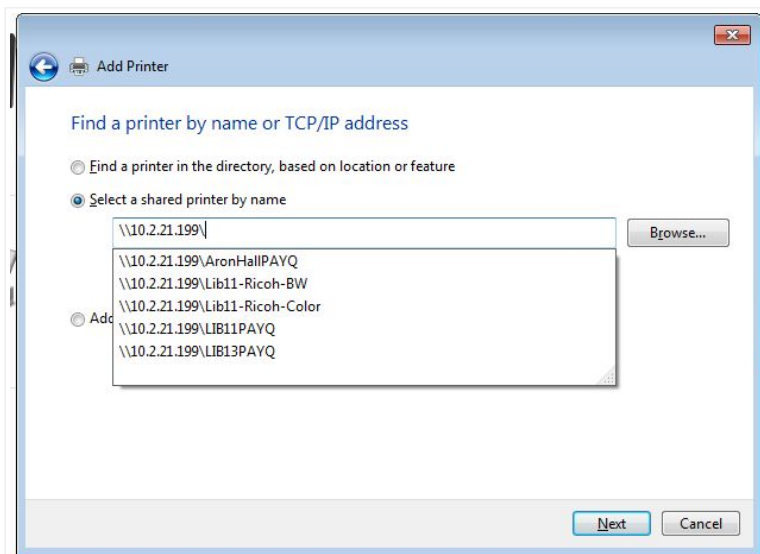 Add Printer
Find a printer by name or TCP/IP address
Find a printer in the directory, based on location or feature
Select a shared printer by name
\\10.2.21.199\
Browse...
\\10.2.21.199\AronHallPAYQ
\\10.2.21.199\Lib11-Ricoh-BW
\\10.2.21.199\Lib11-Ricoh-Color
Add
\\10.2.21.199\LIB11PAYQ
\\10.2.21.199\LIB13PAYQ
Next
Cancel